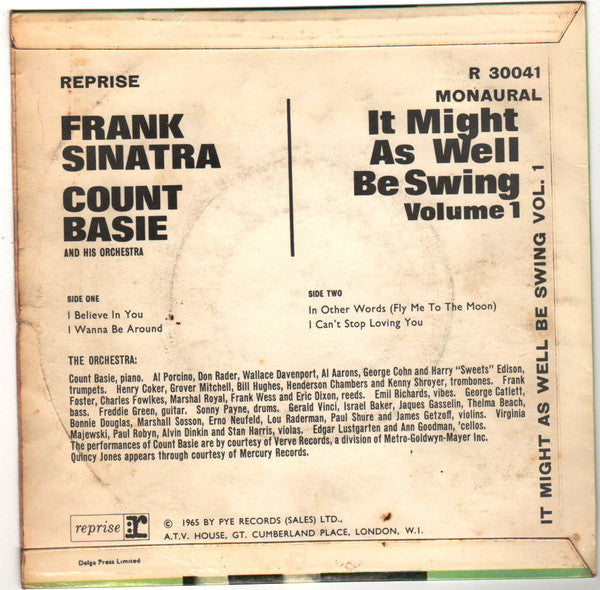 REPRISE
R 30041
MONAURAL
FRANK
SINATRA
COUNT
BASIE
AND HIS ORCHESTRA
It Might
As Well
Be Swing
Volume 1
SIDE ONE
I Believe in You
I Wanna Be Around
SIDE TWO
In Other Words (Fly Me To The Moon)
I Can't Stop Loving You
THE ORCHESTRA:
Count Basie, piano. Al Porcino, Don Rader, Wallace Davenport, Al Aarons, George Cohn and Harry "Sweets" Edison,
trumpets. Henry Coker, Grover Mitchell, Bill Hughes, Henderson Chambers and Kenny Shroyer, trombones. Frank
Foster, Charles Fowlkes, Marshal Royal, Frank Wess and Eric Dixon, reeds. Emil Richards, vibes. George Catlett,
bass. Freddie Green, guitar. Sonny Payne, drums. Gerald Vinci, Israel Baker, Jaques Gasselin, Thelma Beach,
Bonnie Douglas, Marshall Sosson, Erno Neufeld, Lou Raderman, Paul Shure and James Getzoff, violins. Virginia
Majewski, Paul Robyn, Alvin Dinkin and Stan Harris, violas. Edgar Lustgarten and Ann Goodman, 'cellos.
The performances of Count Basie are by courtesy of Verve Records, a division of Metro-Goldwyn-Mayer Inc.
Quincy Jones appears through courtesy of Mercury Records.
IT MIGHT AS WELL BE SWING VOL. 1
reprise r
© 1965 BY PYE RECORDS (SALES) LTD.,
A.T.V. HOUSE, GT. CUMBERLAND PLACE, LONDON, W.I.
Delga Press Limited